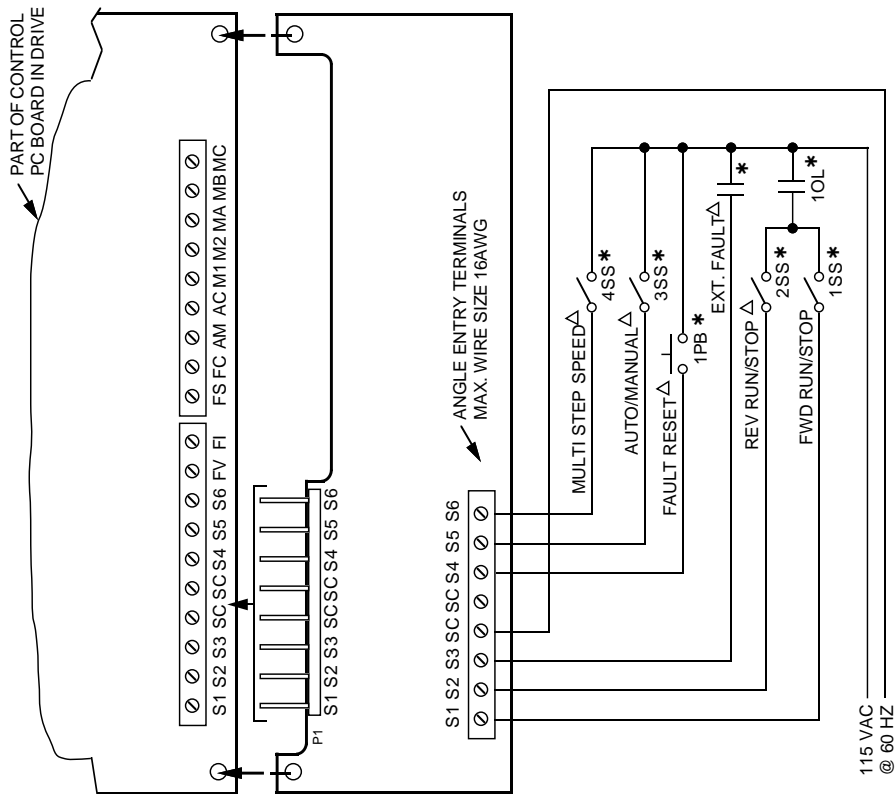 PART OF CONTROL
PC BOARD IN DRIVE
S1 S2 S3 SC SC S4 S5 S6 FV FI
FS FC AM AC M1 M2 MA MB MC
S1 S2 S3 SC SC S4 S5 S6
P1
ANGLE ENTRY TERMINALS
MAX. WIRE SIZE 16AWG
S1 S2 S3 SC SC S4 S5 S6
MULTI STEP SPEED△
4SS*
AUTO/MANUAL△
3SS*
FAULT RESET△
1PB*
EXT. FAULT△
*
REV RUN/STOP△
2SS*
1OL*
FWD RUN/STOP
1SS*
115 VAC
@ 60 HZ